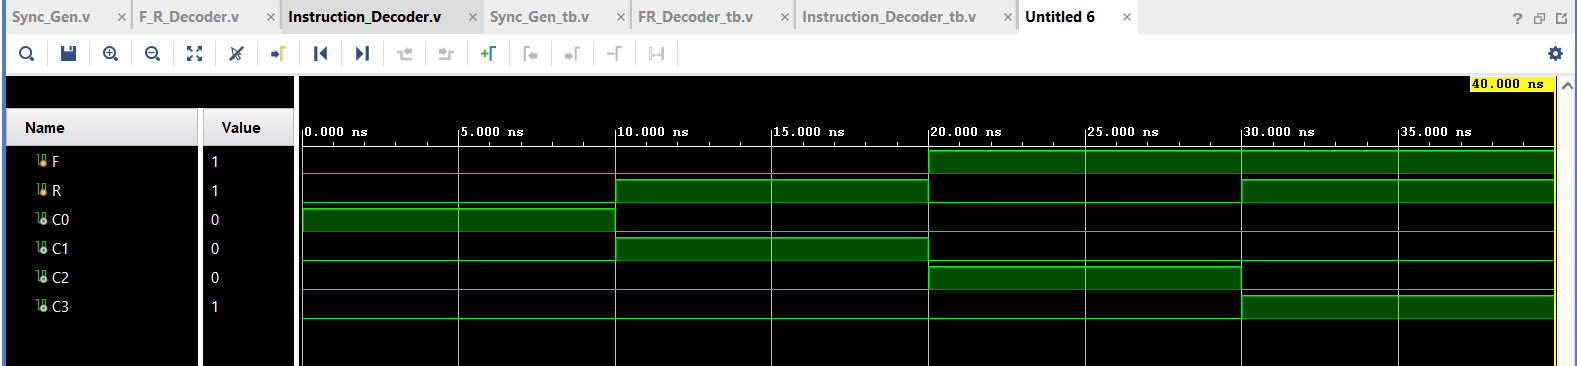 Sync_Gen.v × F_R_Decoder.v × Instruction_Decoder.v × Sync_Gen_tb.v × FR_Decoder_tb.v × Instruction_Decoder_tb.v × Untitled 6 × ?
40.000 ns
Name Value
0.000 ns 5.000 ns 10.000 ns 15.000 ns 20.000 ns 25.000 ns 30.000 ns 35.000 ns
F 1
R 1
C0 0
C1 0
C2 0
C3 1